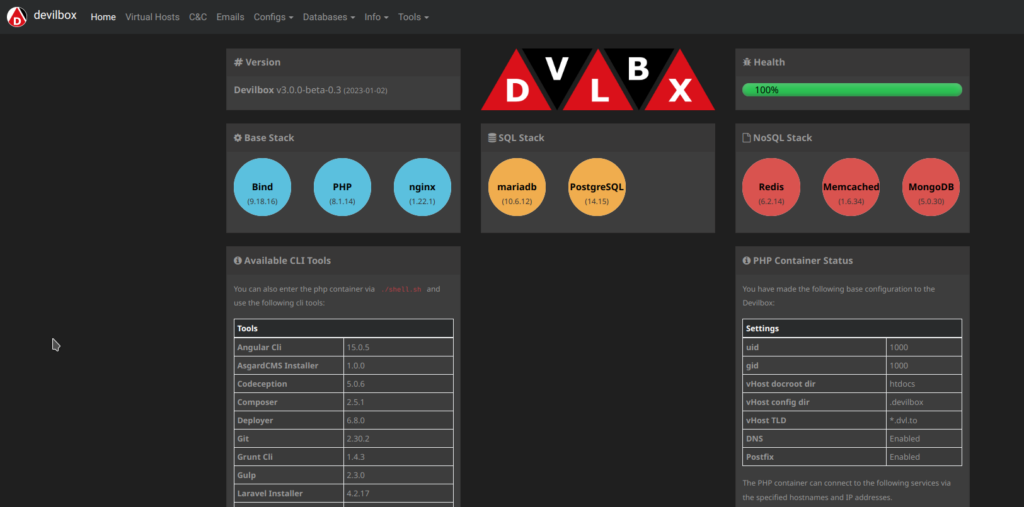 devilbox Home Virtual Hosts C&C Emails Configs Databases Info Tools
# Version
Devilbox v3.0.0-beta-0.3 (2023-01-02)
D V L B X
Health
100%
Base Stack
Bind
(9.18.16)
PHP
(8.1.14)
nginx
(1.22.1)
SQL Stack
mariadb
(10.6.12)
PostgreSQL
(14.15)
NoSQL Stack
Redis
(6.2.14)
Memcached
(1.6.34)
MongoDB
(5.0.30)
Available CLI Tools
You can also enter the php container via ./shell.sh and
use the following cli tools:
Tools
Angular Cli 15.0.5
AsgardCMS Installer 1.0.0
Codeception 5.0.6
Composer 2.5.1
Deployer 6.8.0
Git 2.30.2
Grunt Cli 1.4.3
Gulp 2.3.0
Laravel Installer 4.2.17
PHP Container Status
You have made the following base configuration to the
Devilbox:
Settings
uid 1000
gid 1000
vHost docroot dir htdocs
vHost config dir .devilbox
vHost TLD *.dvl.to
DNS Enabled
Postfix Enabled
The PHP container can connect to the following services via
the specified hostnames and IP addresses.